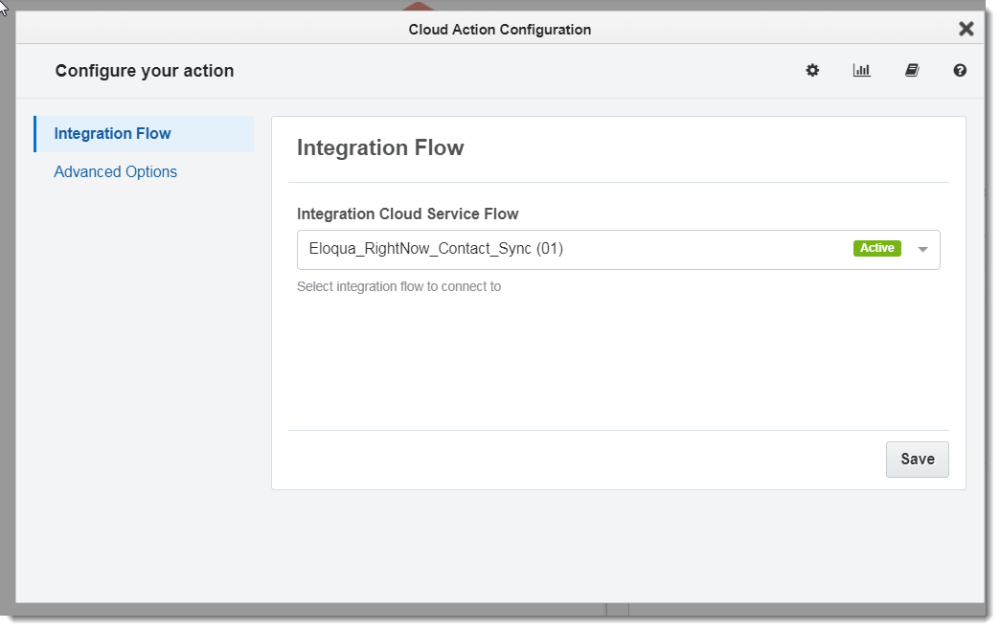 Cloud Action Configuration
Configure your action
Integration Flow
Advanced Options
Integration Flow
Integration Cloud Service Flow
Eloqua_RightNow_Contact_Sync (01) Active
Select integration flow to connect to
Save